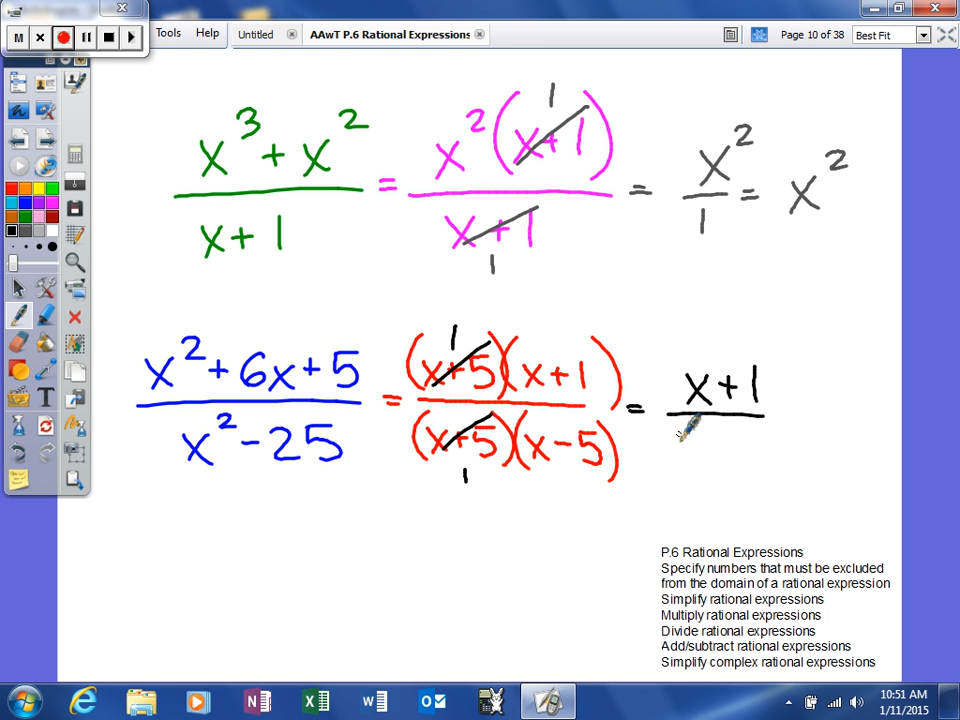 M
Tools Help Untitled AAwT P.6 Rational Expressions Page 10 of 38 Best Fit
(x³ + x²)/(x + 1) = x²(x + 1)/(x + 1) = x²/1 = x²
1
1
(x² + 6x + 5)/(x² - 25) = (x + 5)(x + 1)/(x + 5)(x - 5) = x + 1
1
1
P.6 Rational Expressions
Specify numbers that must be excluded
from the domain of a rational expression
Simplify rational expressions
Multiply rational expressions
Divide rational expressions
Add/subtract rational expressions
Simplify complex rational expressions
10:51 AM
1/11/2015